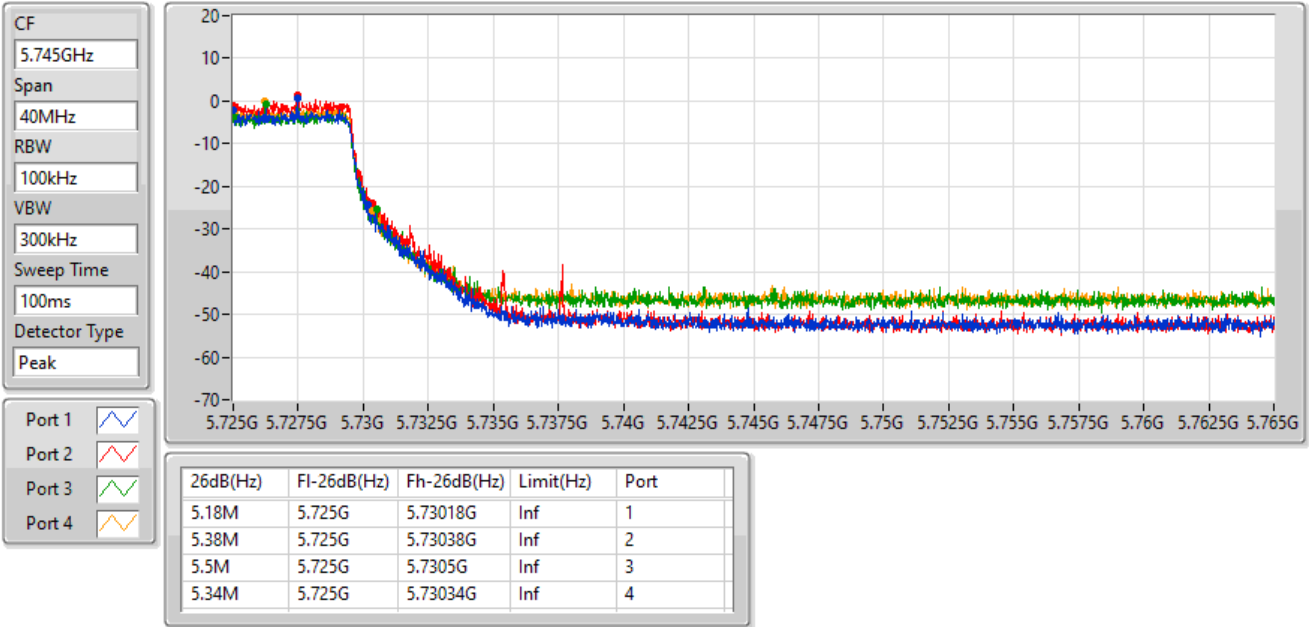 CF
5.745GHz
Span
40MHz
RBW
100kHz
VBW
300kHz
Sweep Time
100ms
Detector Type
Peak
Port 1
Port 2
Port 3
Port 4
20
10
0
-10
-20
-30
-40
-50
-60
-70
5.725G 5.7275G 5.73G 5.7325G 5.735G 5.7375G 5.74G 5.7425G 5.745G 5.7475G 5.75G 5.7525G 5.755G 5.7575G 5.76G 5.7625G 5.765G
26dB(Hz) Fl-26dB(Hz) Fh-26dB(Hz) Limit(Hz) Port
5.18M 5.725G 5.73018G Inf 1
5.38M 5.725G 5.73038G Inf 2
5.5M 5.725G 5.7305G Inf 3
5.34M 5.725G 5.73034G Inf 4